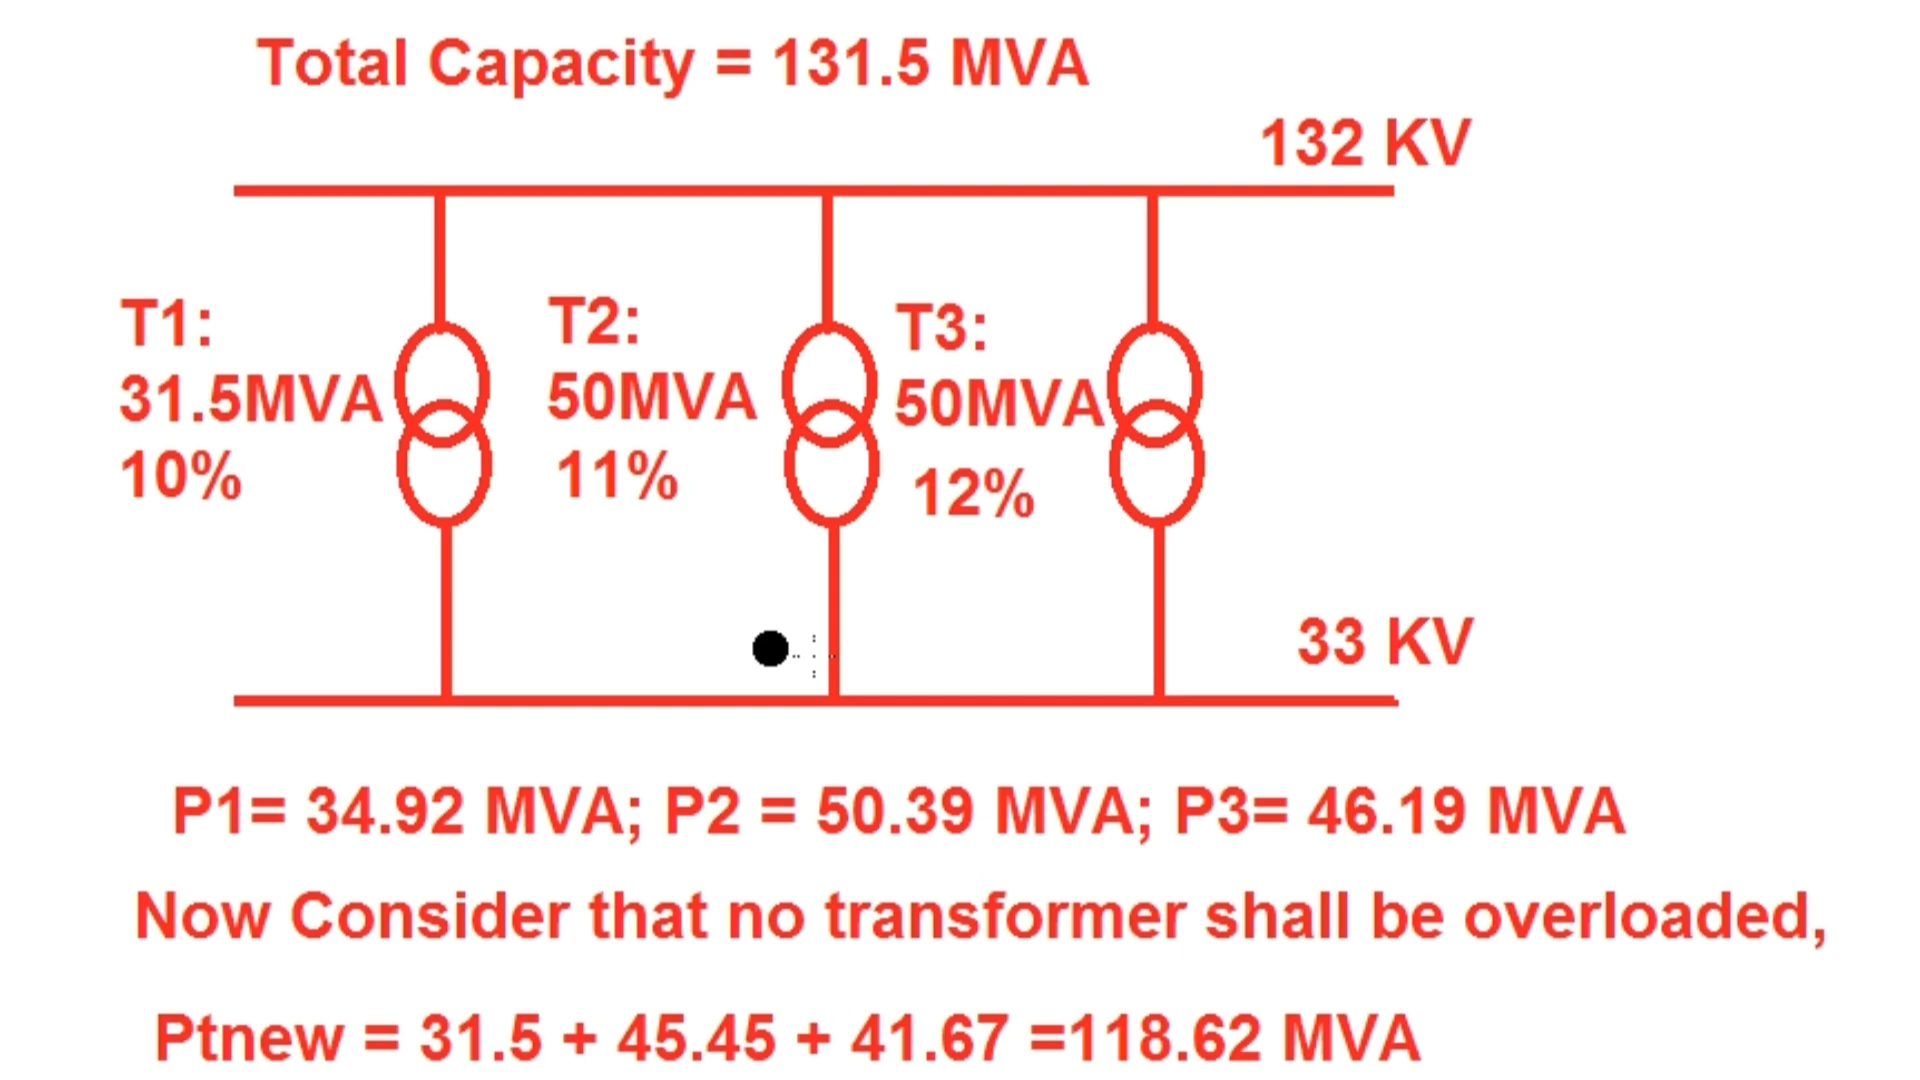 Total Capacity = 131.5 MVA
132 KV
T1:
31.5MVA
10%
T2:
50MVA
11%
T3:
50MVA
12%
33 KV
P1= 34.92 MVA; P2 = 50.39 MVA; P3= 46.19 MVA
Now Consider that no transformer shall be overloaded,
Ptnew = 31.5 + 45.45 + 41.67 =118.62 MVA